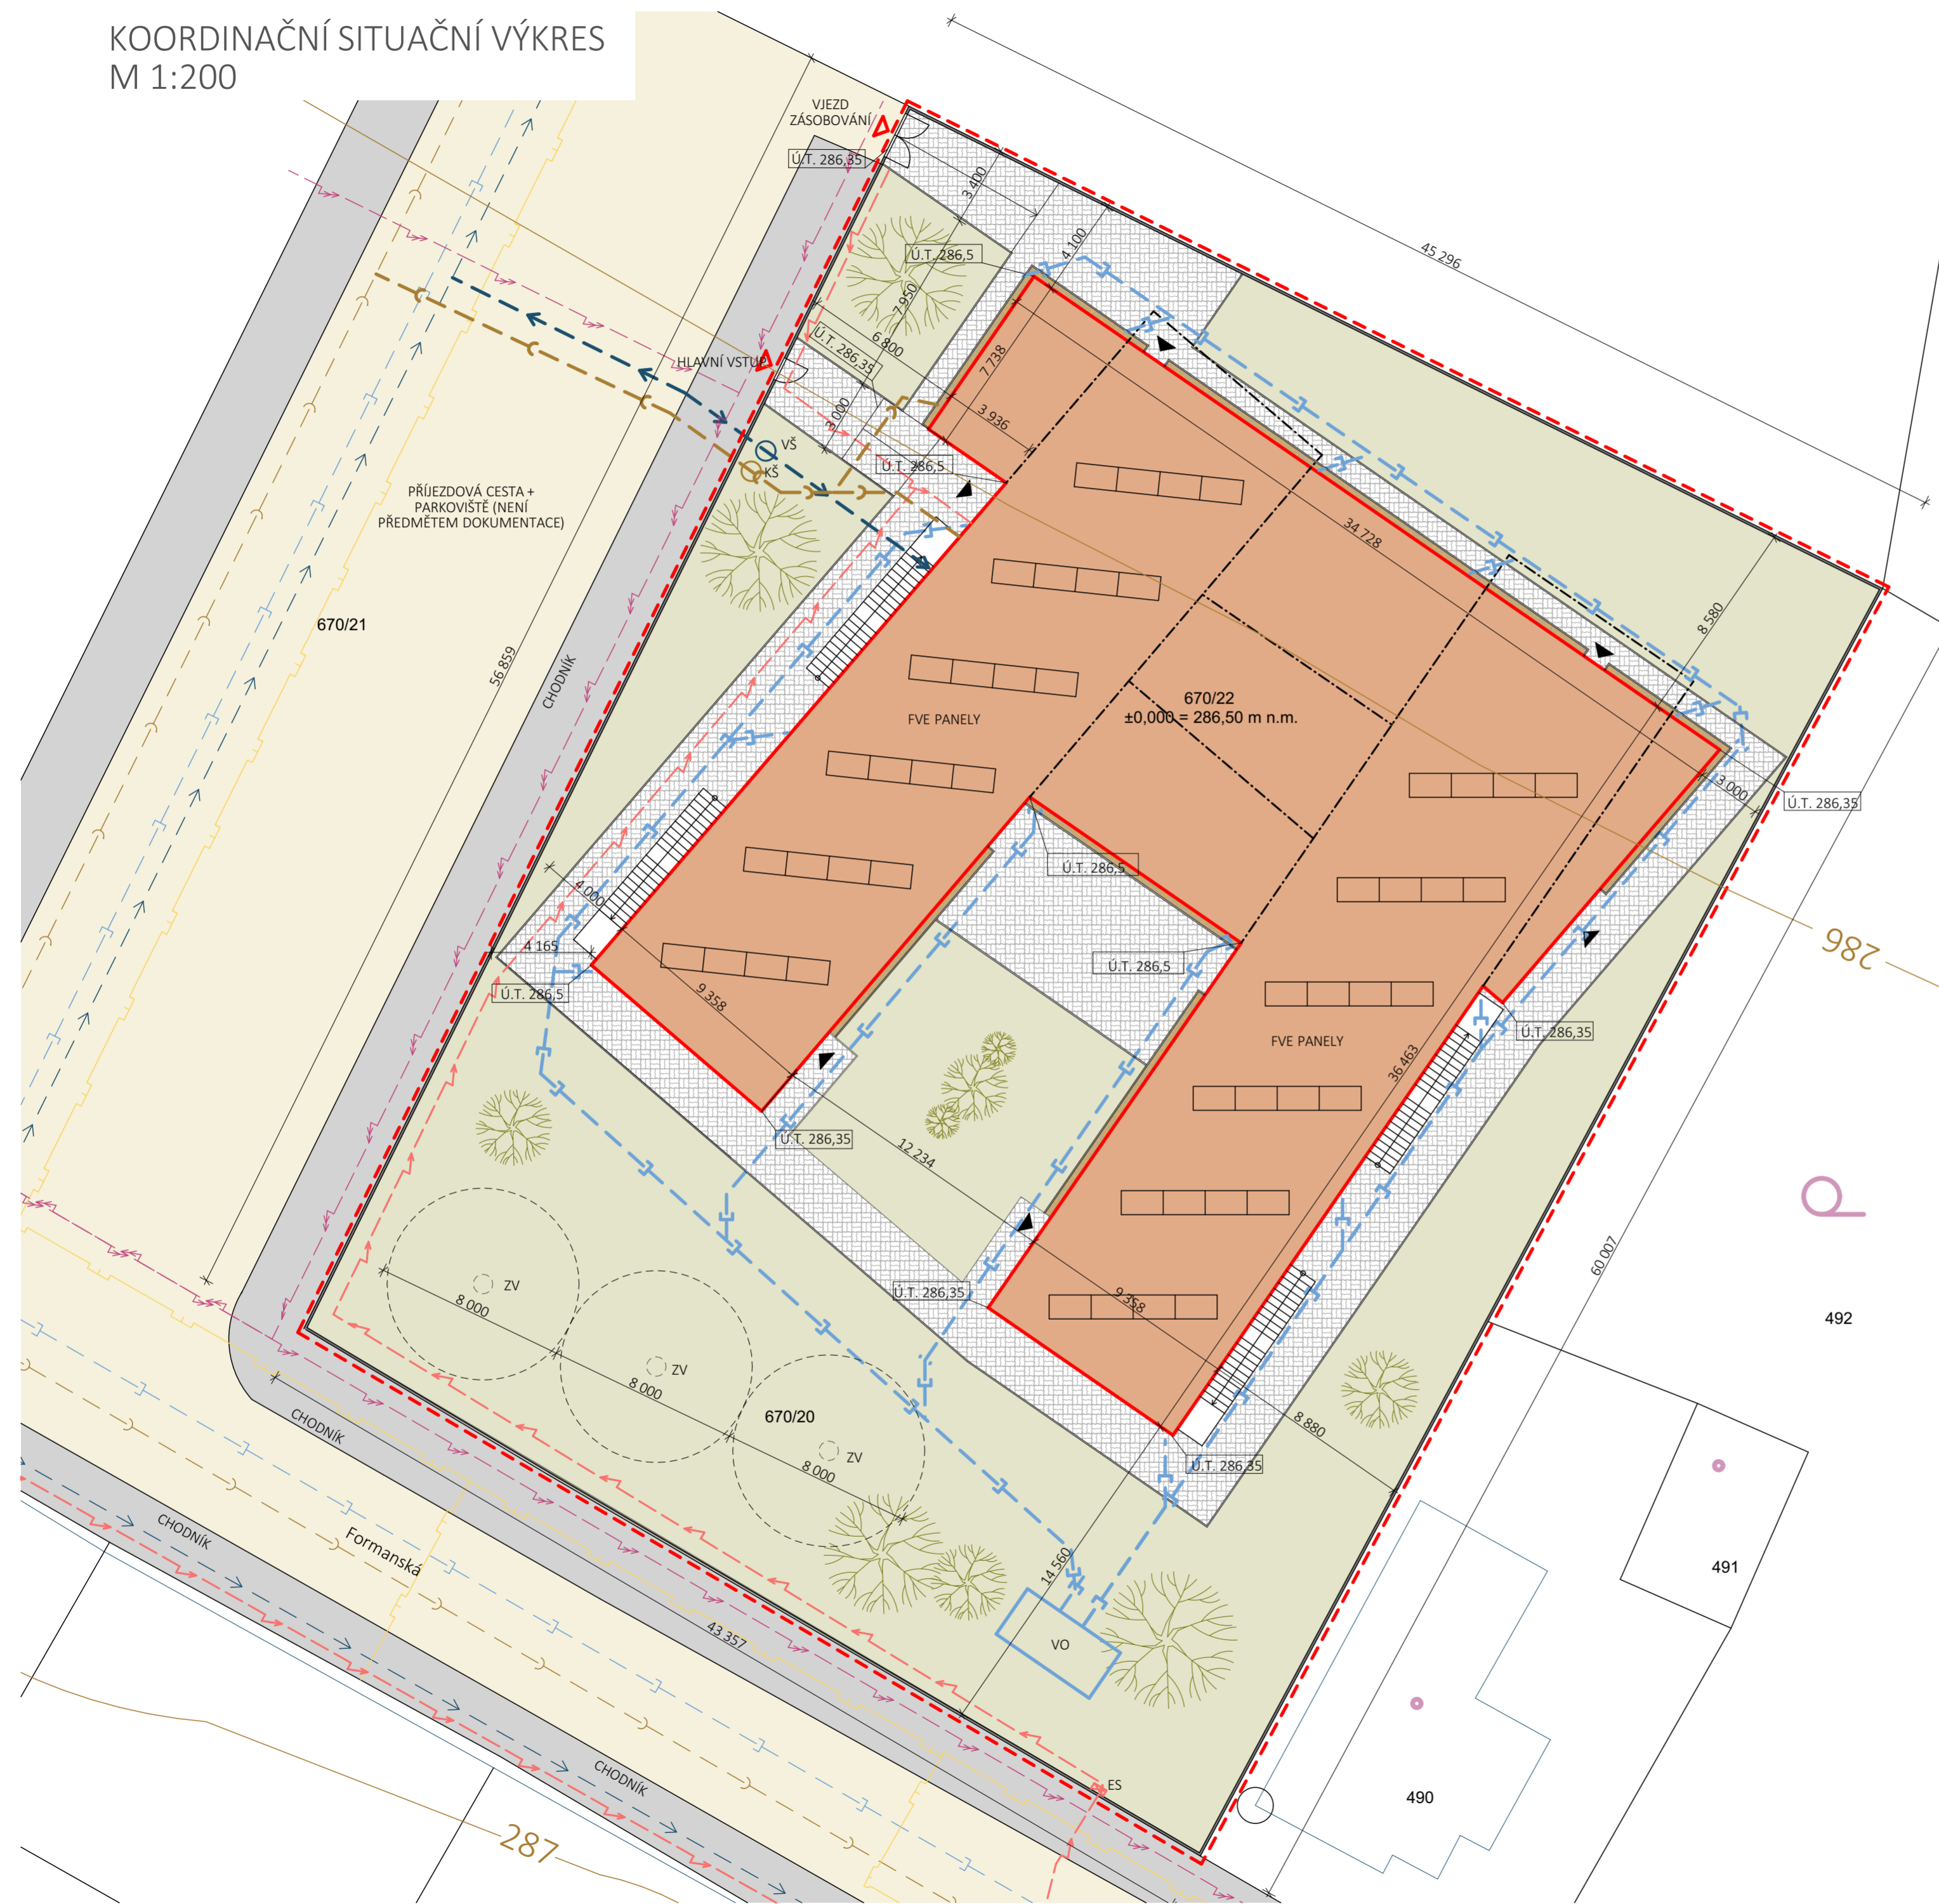 KOORDINAČNÍ SITUAČNÍ VÝKRES
M 1:200
VJEZD
ZÁSOBOVÁNÍ
Ú.T. 286,35
3 400
4 100
45 296
Ú.T. 286,5
7 950
6 800
Ú.T. 286,35
7 738
HLAVNÍ VSTUP
3 000
3 936
VŠ
KŠ
Ú.T. 286,5
PŘÍJEZDOVÁ CESTA +
PARKOVIŠTĚ (NENÍ
PŘEDMĚTEM DOKUMENTACE)
34 728
8 580
670/21
56 859
CHODNÍK
670/22
±0,000 = 286,50 m n.m.
FVE PANELY
3 000
Ú.T. 286,35
Ú.T. 286,5
4 000
4 165
286
Ú.T. 286,5
Ú.T. 286,5
9 358
Ú.T. 286,35
FVE PANELY
36 463
Ú.T. 286,35
12 234
60 007
ZV
8 000
Ú.T. 286,35
9 358
492
ZV
8 000
670/20
8 880
CHODNÍK
ZV
8 000
Ú.T. 286,35
CHODNÍK
Formanská
14 560
491
43 357
VO
CHODNÍK
ES
490
287